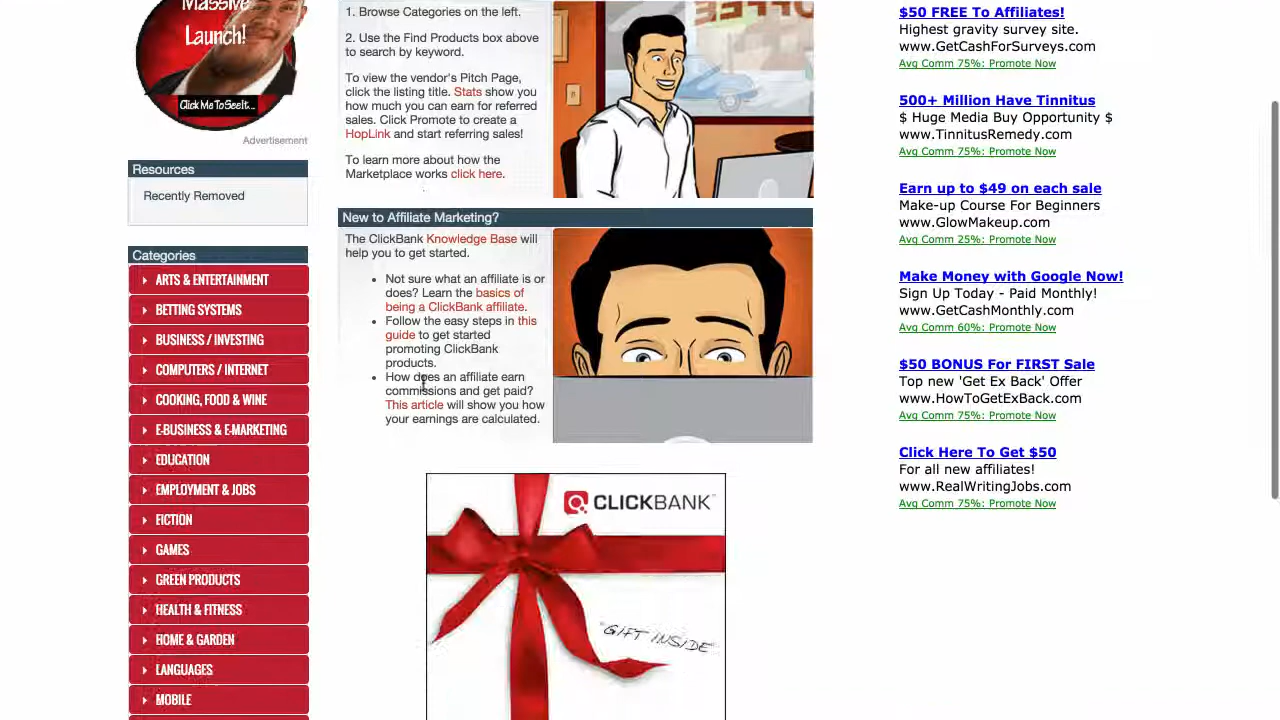 Massive
Launch!
Click Me To See It...
Advertisement
Resources
Recently Removed
Categories
ARTS & ENTERTAINMENT
BETTING SYSTEMS
BUSINESS / INVESTING
COMPUTERS / INTERNET
COOKING, FOOD & WINE
E-BUSINESS & E-MARKETING
EDUCATION
EMPLOYMENT & JOBS
FICTION
GAMES
GREEN PRODUCTS
HEALTH & FITNESS
HOME & GARDEN
LANGUAGES
MOBILE
1. Browse Categories on the left.
2. Use the Find Products box above
to search by keyword.
To view the vendor's Pitch Page,
click the listing title. Stats show you
how much you can earn for referred
sales. Click Promote to create a
HopLink and start referring sales!
To learn more about how the
Marketplace works click here.
New to Affiliate Marketing?
The ClickBank Knowledge Base will
help you to get started.
• Not sure what an affiliate is or
does? Learn the basics of
being a ClickBank affiliate.
• Follow the easy steps in this
guide to get started
promoting ClickBank
products.
• How does an affiliate earn
commissions and get paid?
This article will show you how
your earnings are calculated.
CLICKBANK™
"GIFT INSIDE"
$50 FREE To Affiliates!
Highest gravity survey site.
www.GetCashForSurveys.com
Avg Comm 75%: Promote Now
500+ Million Have Tinnitus
$ Huge Media Buy Opportunity $
www.TinnitusRemedy.com
Avg Comm 75%: Promote Now
Earn up to $49 on each sale
Make-up Course For Beginners
www.GlowMakeup.com
Avg Comm 25%: Promote Now
Make Money with Google Now!
Sign Up Today - Paid Monthly!
www.GetCashMonthly.com
Avg Comm 60%: Promote Now
$50 BONUS For FIRST Sale
Top new 'Get Ex Back' Offer
www.HowToGetExBack.com
Avg Comm 75%: Promote Now
Click Here To Get $50
For all new affiliates!
www.RealWritingJobs.com
Avg Comm 75%: Promote Now